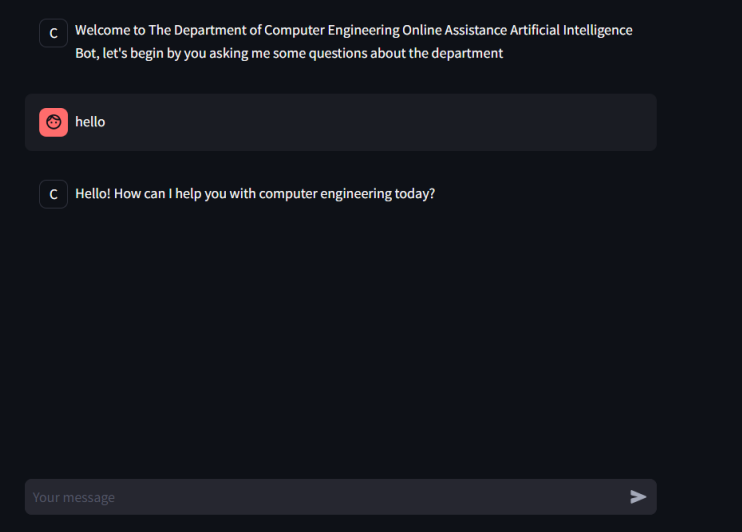 C
Welcome to The Department of Computer Engineering Online Assistance Artificial Intelligence
Bot, let's begin by you asking me some questions about the department
hello
C
Hello! How can I help you with computer engineering today?
Your message